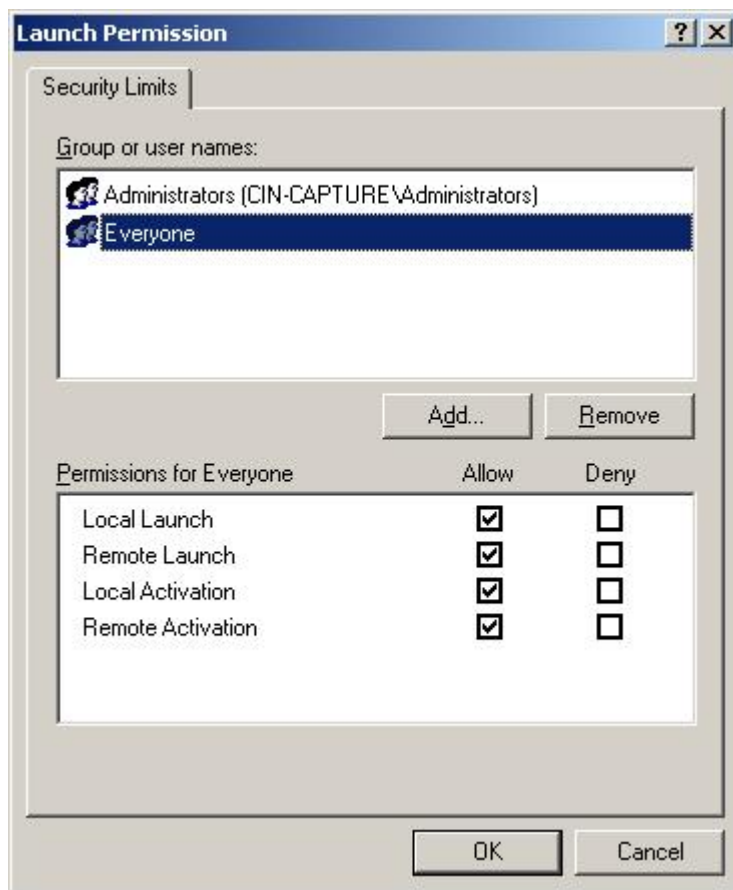 Launch Permission
Security Limits
Group or user names:
Administrators (CIN-CAPTURE\Administrators)
Everyone
Add...
Remove
Permissions for Everyone Allow Deny
Local Launch
Remote Launch
Local Activation
Remote Activation
OK
Cancel